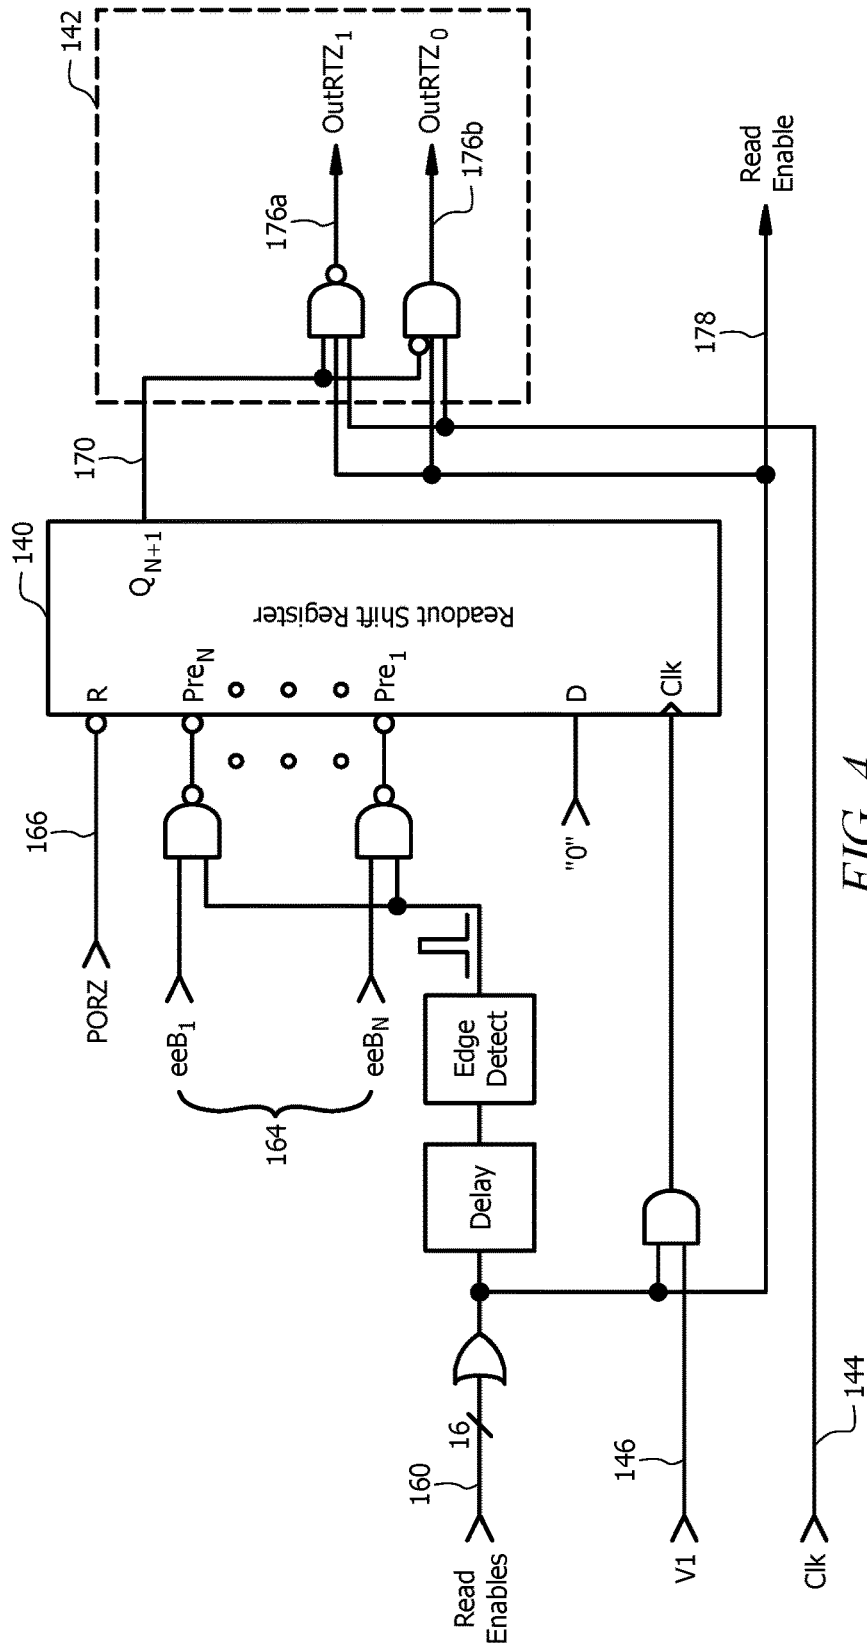 142
OutRTZ1
OutRTZ0
176a
176b
Read
Enable
178
170
140
QN+1
Readout Shift Register
R
PreN
Pre1
D
Clk
166
"0"
PORZ
eeB1
eeBN
164
Edge
Detect
Delay
16
160
Read
Enables
146
V1
144
Clk
FIG. 4